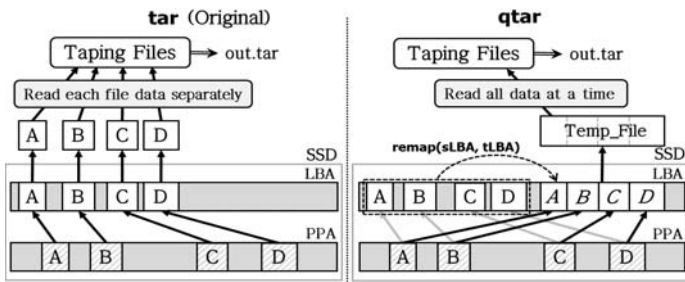 tar (Original)
Taping Files
out.tar
Read each file data separately
A B C D
SSD
LBA
A B C D
PPA
A B C D
qtar
Taping Files
out.tar
Read all data at a time
Temp_File
remap(sLBA, tLBA)
SSD
LBA
A B C D A B C D
PPA
A B C D